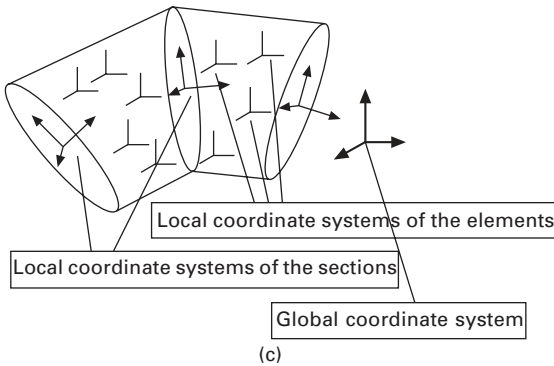 Local coordinate systems of the elements
Local coordinate systems of the sections
Global coordinate system
(c)